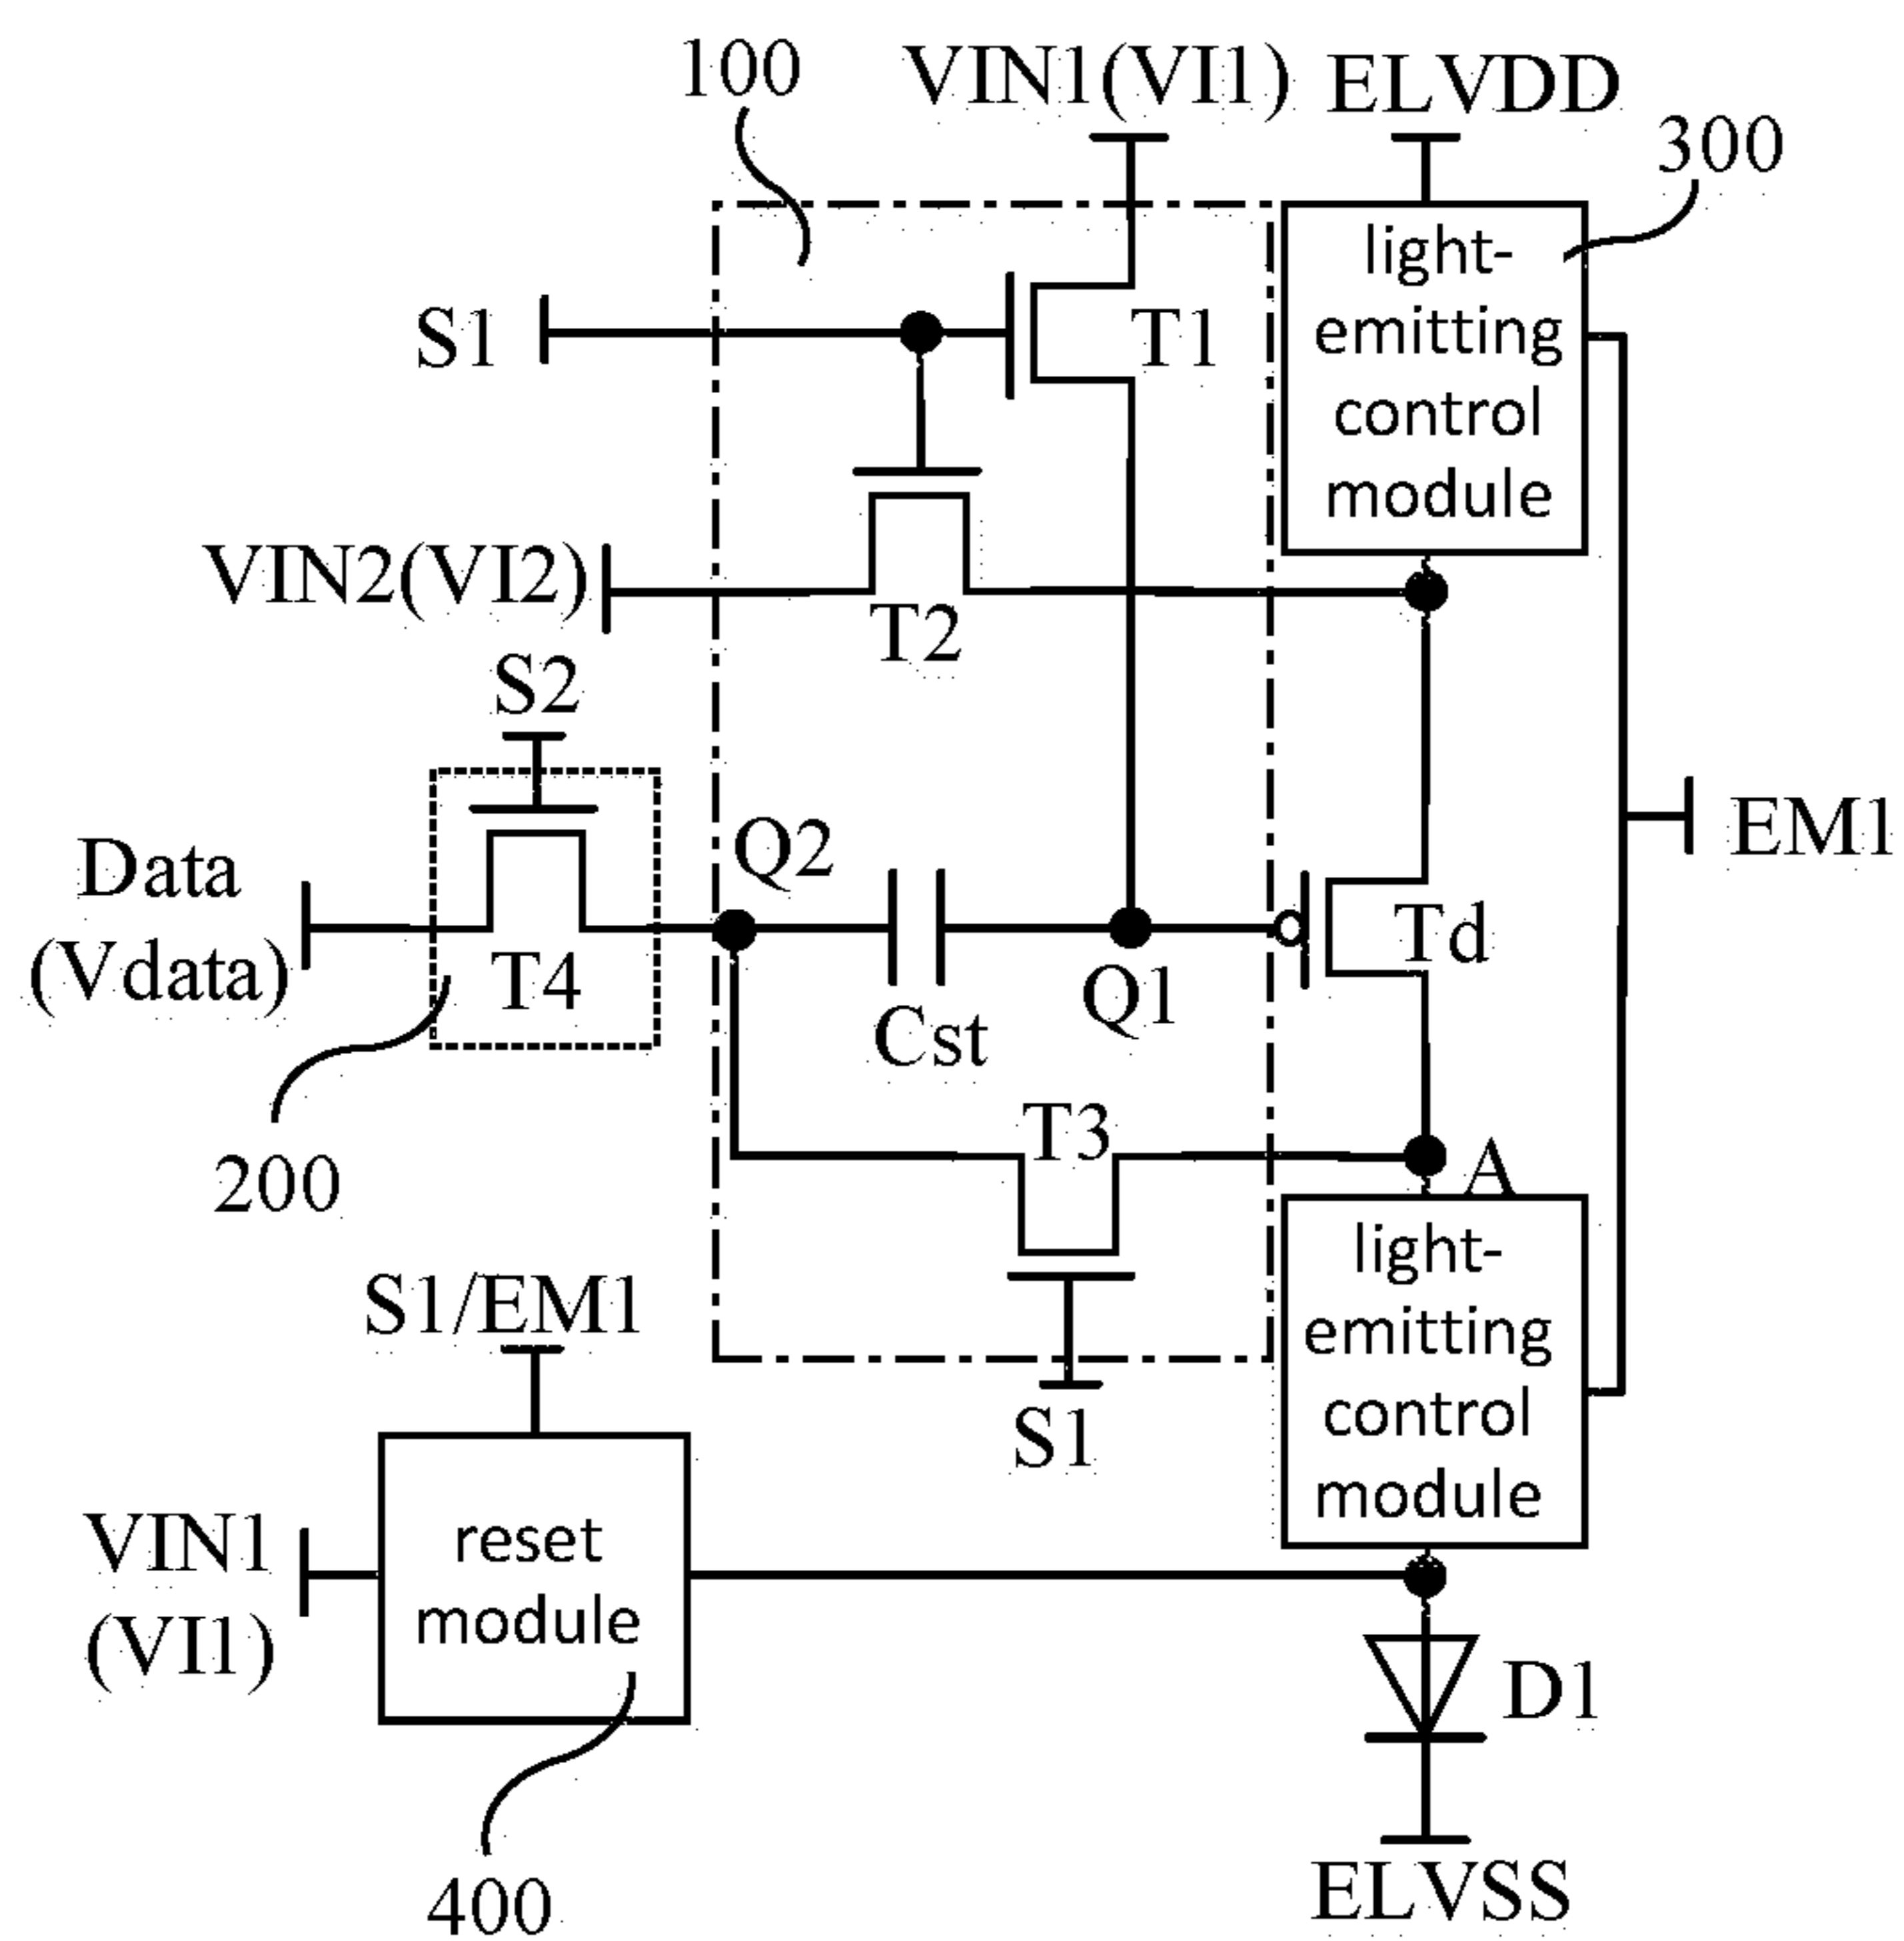 100
VIN1(VI1)
ELVDD
300
light-
emitting
control
module
S1
T1
VIN2(VI2)
T2
S2
Data
(Vdata)
T4
Q2
Cst
Q1
Td
EM1
200
T3
A
S1
light-
emitting
control
module
S1/EM1
VIN1
(VI1)
reset
module
D1
400
ELVSS